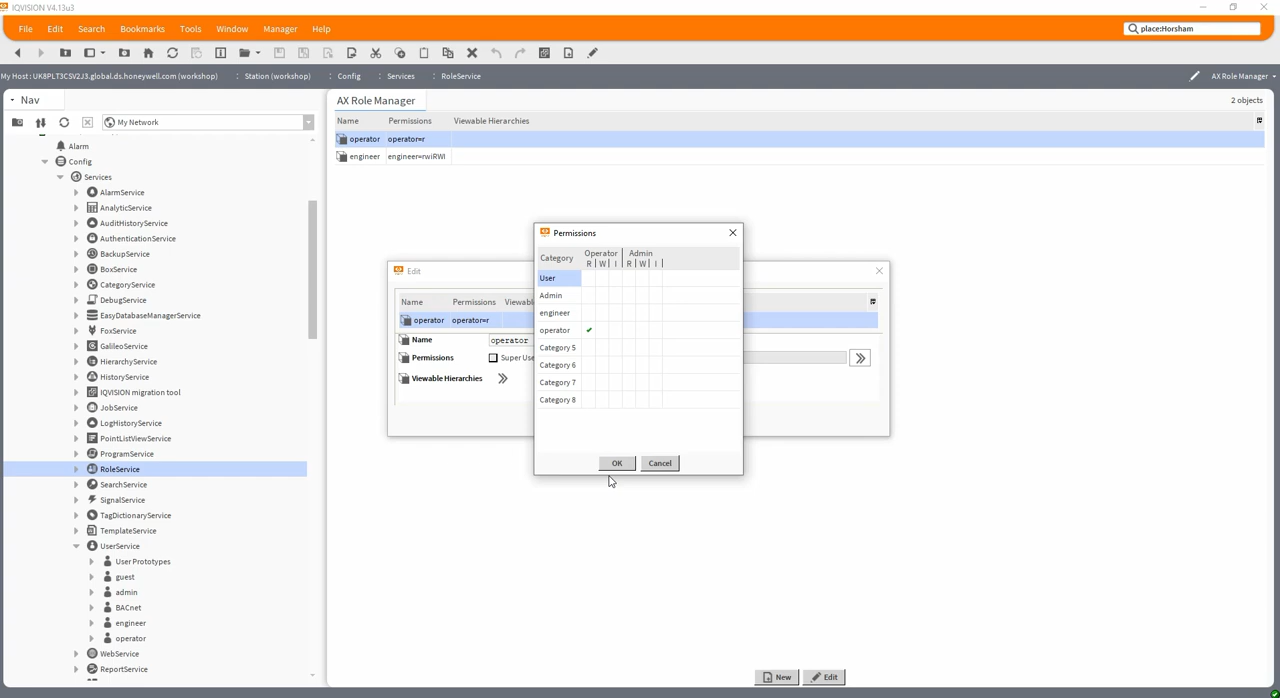 IQVISION V4.13u3
File Edit Search Bookmarks Tools Window Manager Help
place:Horsham
My Host : UK8PLT3CSV2J3.global.ds.honeywell.com (workshop) : Station (workshop) : Config : Services : RoleService
AX Role Manager
Nav
My Network
Alarm
Config
Services
AlarmService
AnalyticService
AuditHistoryService
AuthenticationService
BackupService
BoxService
CategoryService
DebugService
EasyDatabaseManagerService
FoxService
GalileoService
HierarchyService
HistoryService
IQVISION migration tool
JobService
LogHistoryService
PointListViewService
ProgramService
RoleService
SearchService
SignalService
TagDictionaryService
TemplateService
UserService
User Prototypes
guest
admin
BACnet
engineer
operator
WebService
ReportService
AX Role Manager
2 objects
Name Permissions Viewable Hierarchies
operator operator=r
engineer engineer=rwiRWI
Edit
Name Permissions
operator operator=r
Name operator
Permissions
Viewable Hierarchies
Permissions
Operator Admin
Category R W I R W I
User
Admin
engineer
operator
Category 5
Category 6
Category 7
Category 8
OK Cancel
New Edit